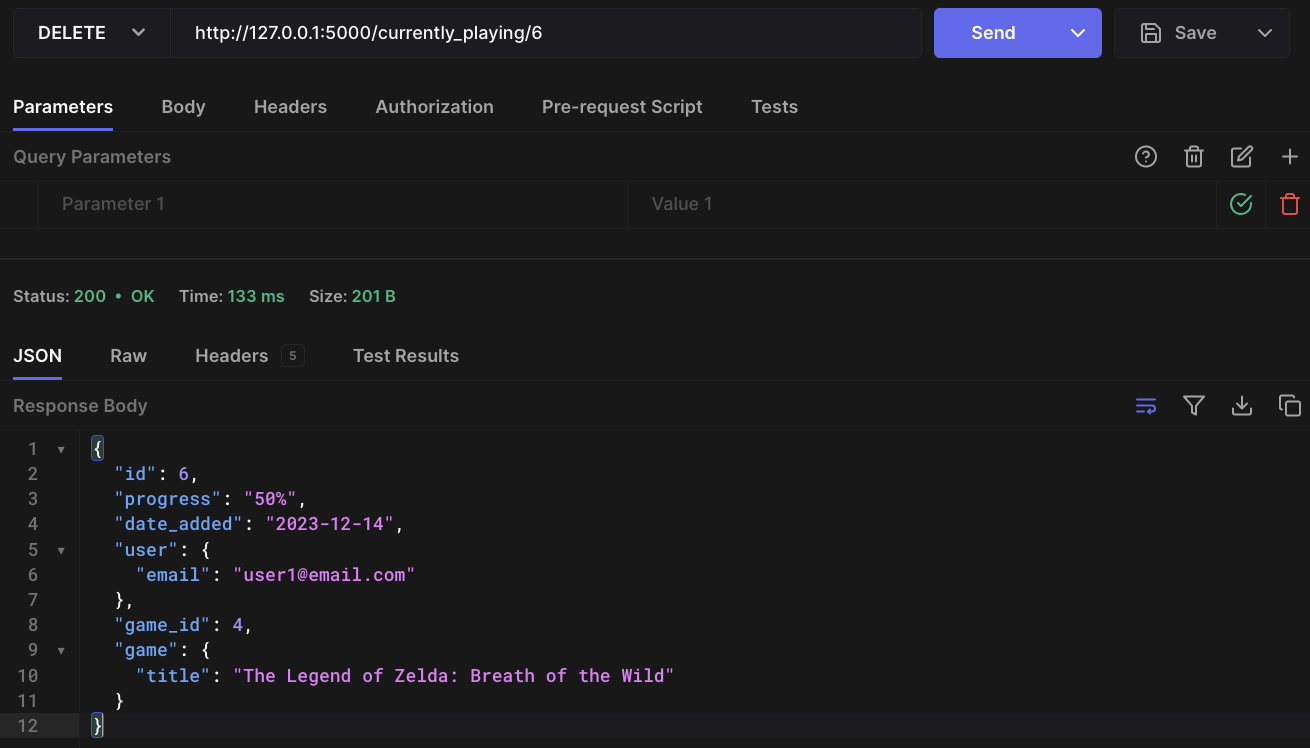 DELETE http://127.0.0.1:5000/currently_playing/6 Send Save
Parameters Body Headers Authorization Pre-request Script Tests
Query Parameters
Parameter 1 Value 1
Status: 200 • OK Time: 133 ms Size: 201 B
JSON Raw Headers 5 Test Results
Response Body
1 {
2 "id": 6,
3 "progress": "50%",
4 "date_added": "2023-12-14",
5 "user": {
6 "email": "user1@email.com"
7 },
8 "game_id": 4,
9 "game": {
10 "title": "The Legend of Zelda: Breath of the Wild"
11 }
12 }